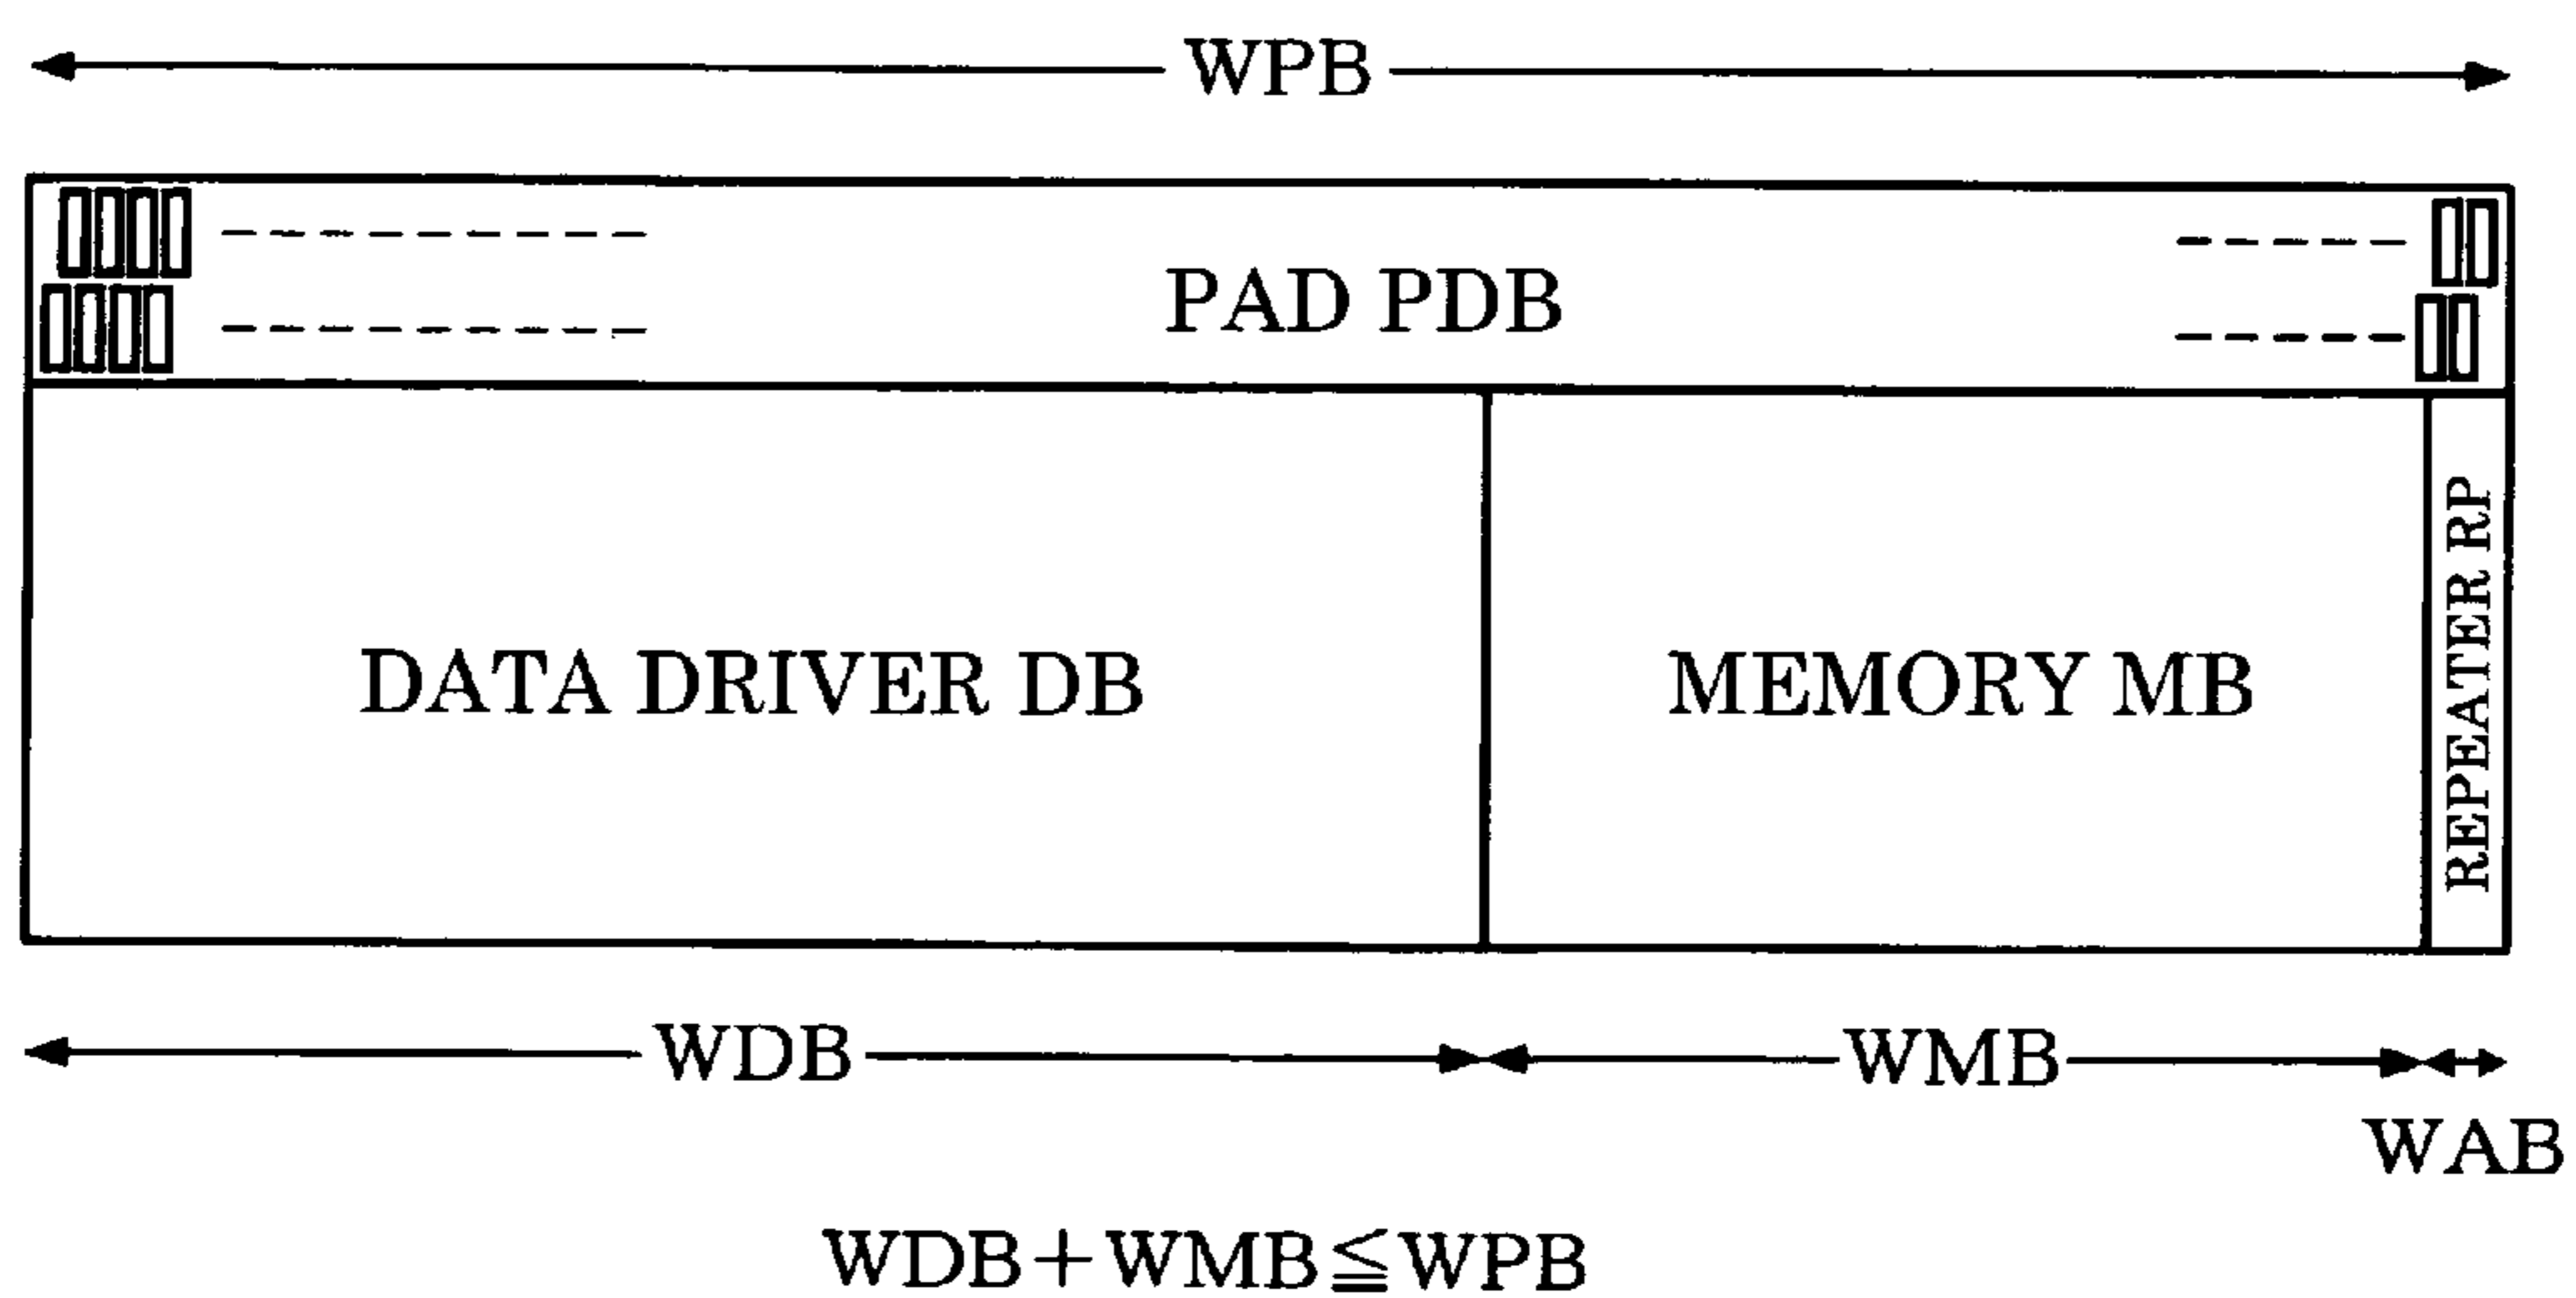 WPB
PAD PDB
DATA DRIVER DB
MEMORY MB
REPEATER RP
WDB
WMB
WAB
WDB+WMB≦WPB